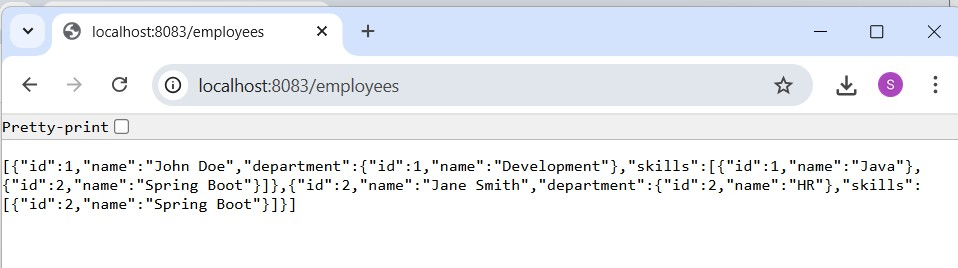 localhost:8083/employees
localhost:8083/employees
S
Pretty-print
[{"id":1,"name":"John Doe","department":{"id":1,"name":"Development"},"skills":[{"id":1,"name":"Java"},
{"id":2,"name":"Spring Boot"}]},{"id":2,"name":"Jane Smith","department":{"id":2,"name":"HR"},"skills":
[{"id":2,"name":"Spring Boot"}]}]